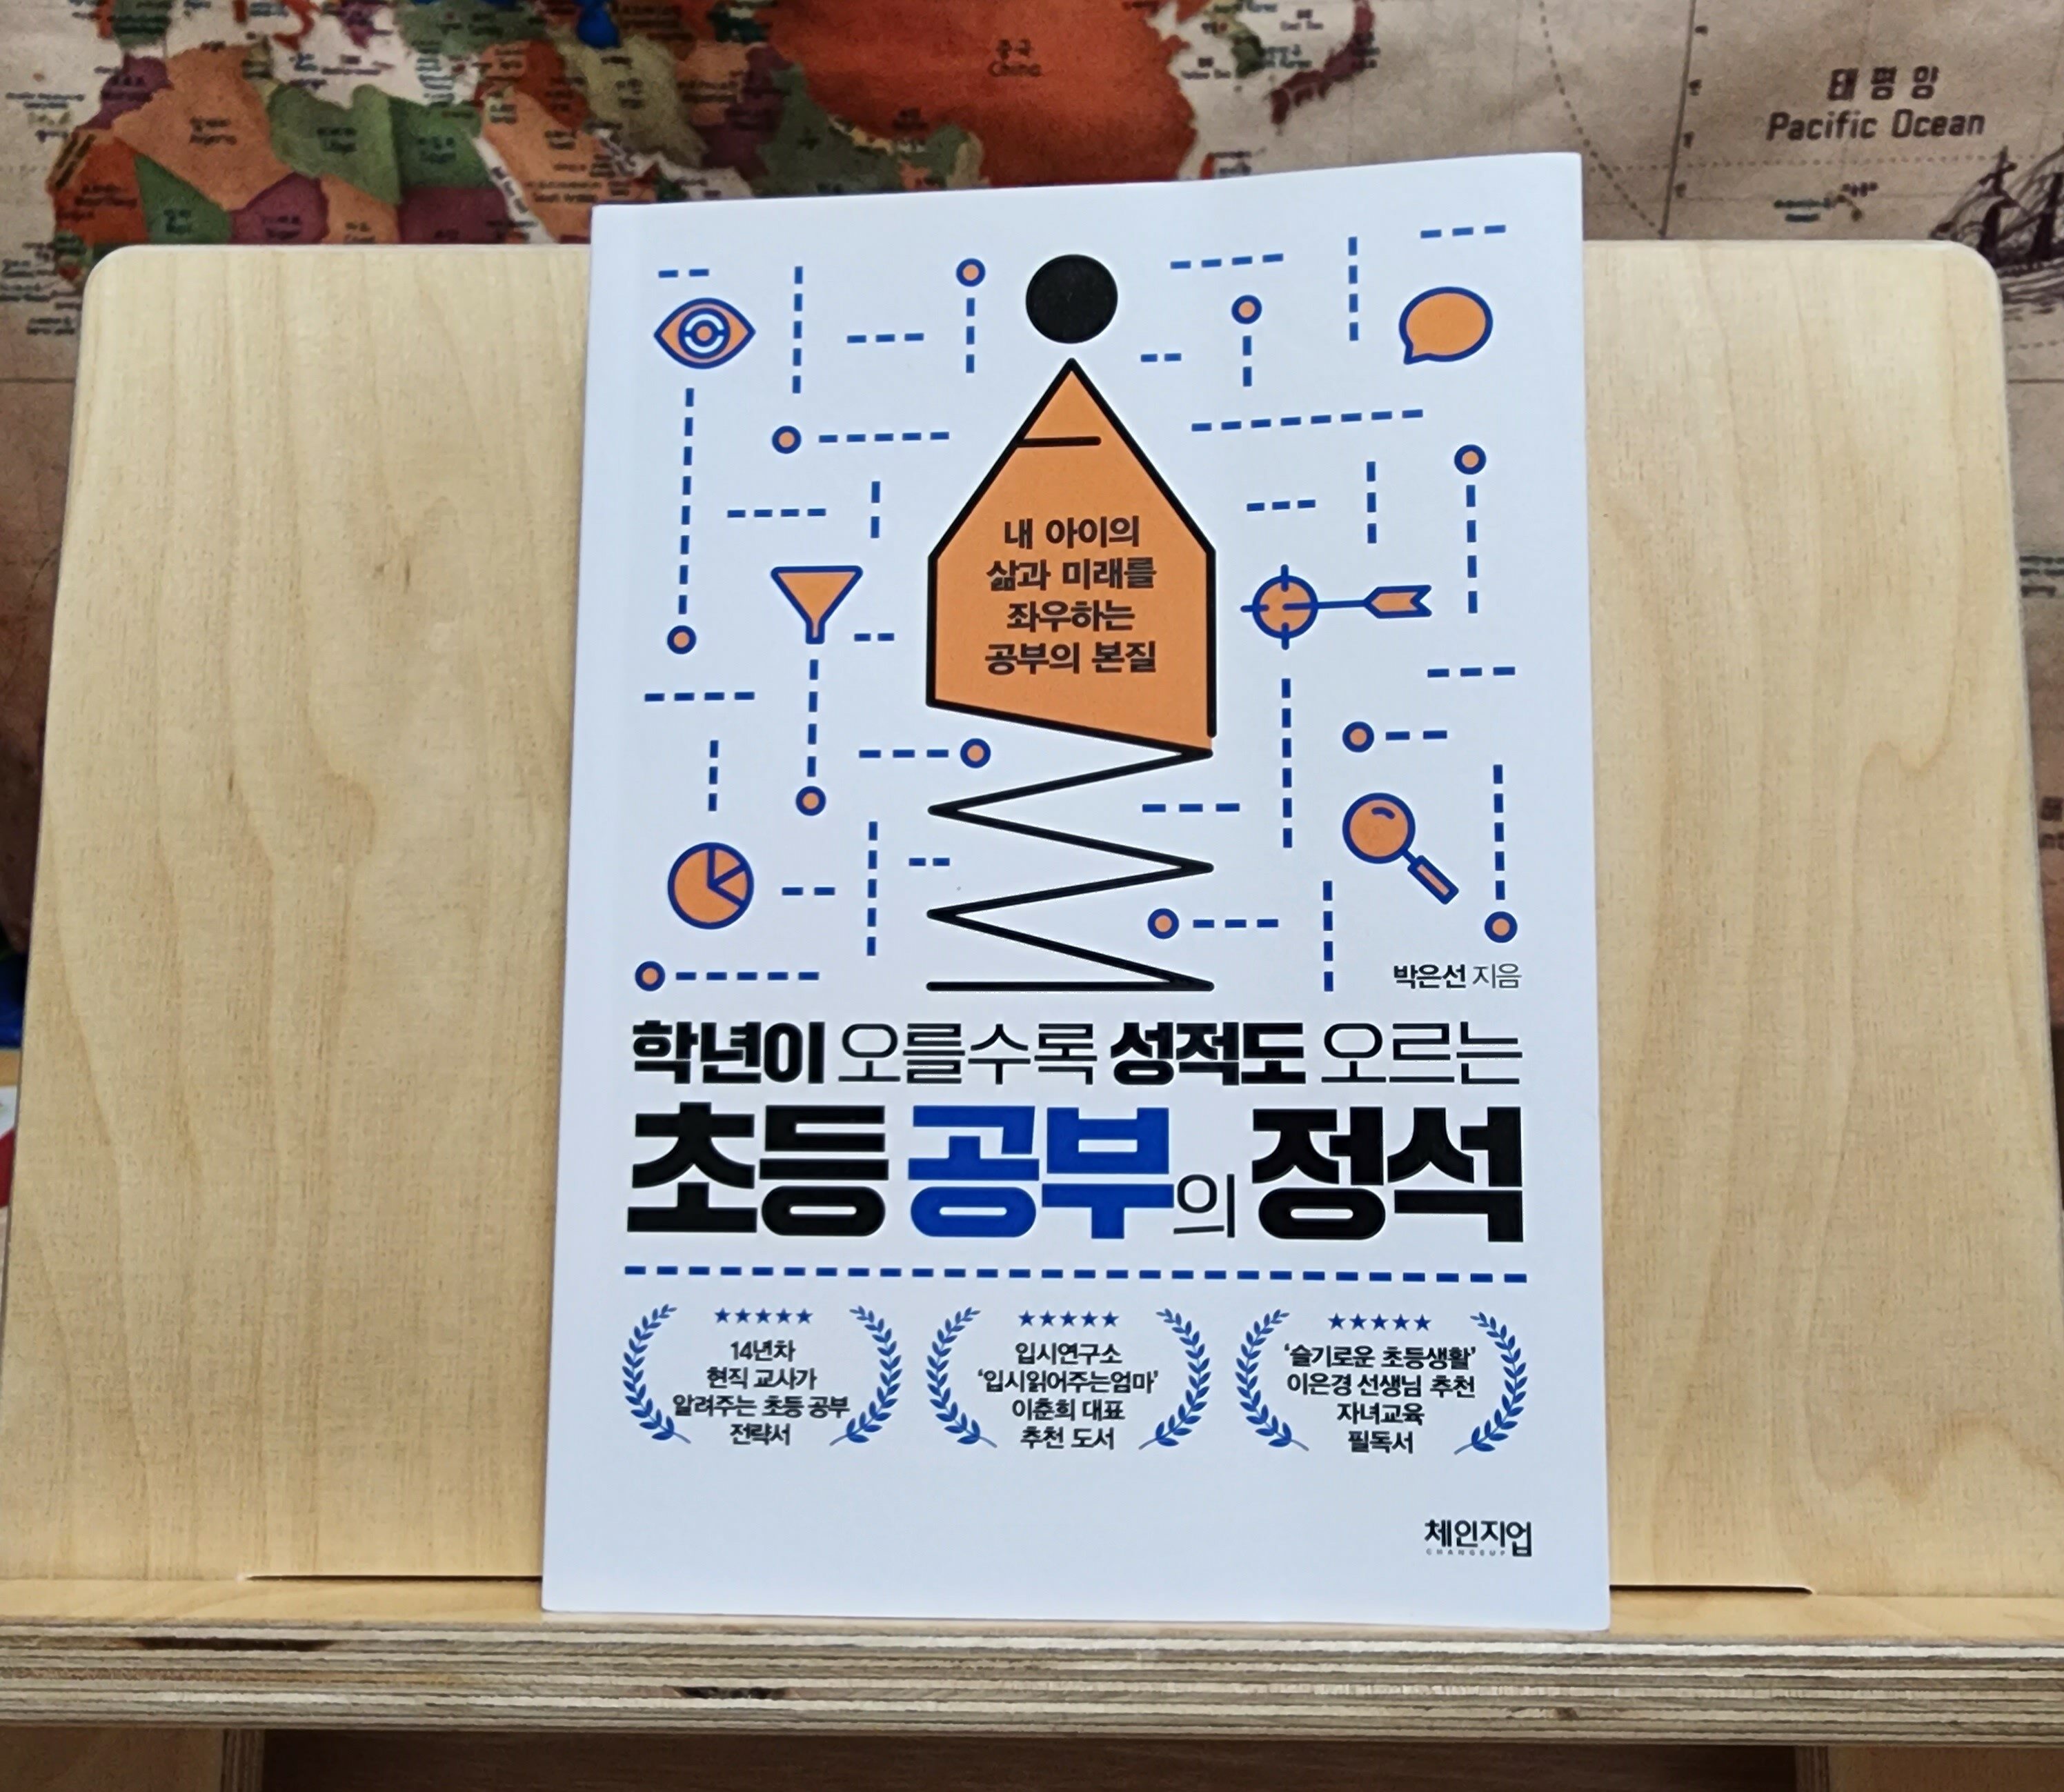 중국
China
태평양
Pacific Ocean
내 아이의
삶과 미래를
좌우하는
공부의 본질
박은선 지음
학년이 오를수록 성적도 오르는
초등 공부의 정석
★★★★★
14년차
현직 교사가
알려주는 초등 공부
전략서
★★★★★
입시연구소
‘입시읽어주는엄마’
이춘희 대표
추천 도서
★★★★★
‘슬기로운 초등생활’
이은경 선생님 추천
자녀교육
필독서
체인지업
CHANGEUP